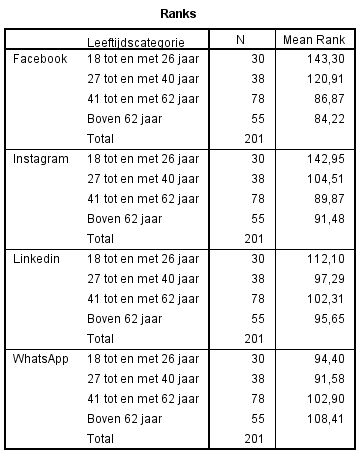 Ranks
Leeftijdscategorie N Mean Rank
Facebook 18 tot en met 26 jaar 30 143,30
27 tot en met 40 jaar 38 120,91
41 tot en met 62 jaar 78 86,87
Boven 62 jaar 55 84,22
Total 201
Instagram 18 tot en met 26 jaar 30 142,95
27 tot en met 40 jaar 38 104,51
41 tot en met 62 jaar 78 89,87
Boven 62 jaar 55 91,48
Total 201
Linkedin 18 tot en met 26 jaar 30 112,10
27 tot en met 40 jaar 38 97,29
41 tot en met 62 jaar 78 102,31
Boven 62 jaar 55 95,65
Total 201
WhatsApp 18 tot en met 26 jaar 30 94,40
27 tot en met 40 jaar 38 91,58
41 tot en met 62 jaar 78 102,90
Boven 62 jaar 55 108,41
Total 201